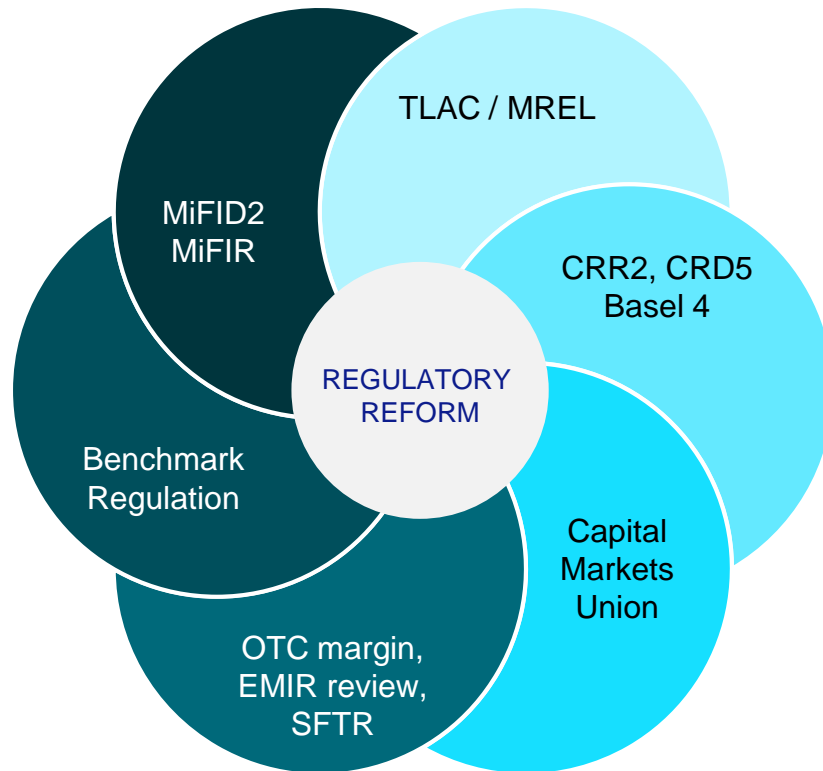 TLAC / MREL
MiFID2
MiFIR
CRR2, CRD5
Basel 4
REGULATORY
REFORM
Benchmark
Regulation
Capital
Markets
Union
OTC margin,
EMIR review,
SFTR